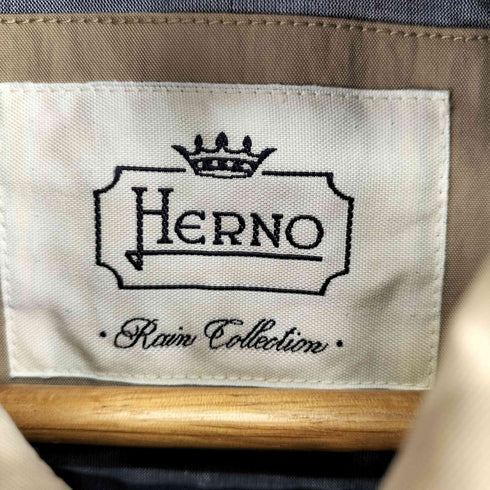 HERNO
· Rain Collection ·